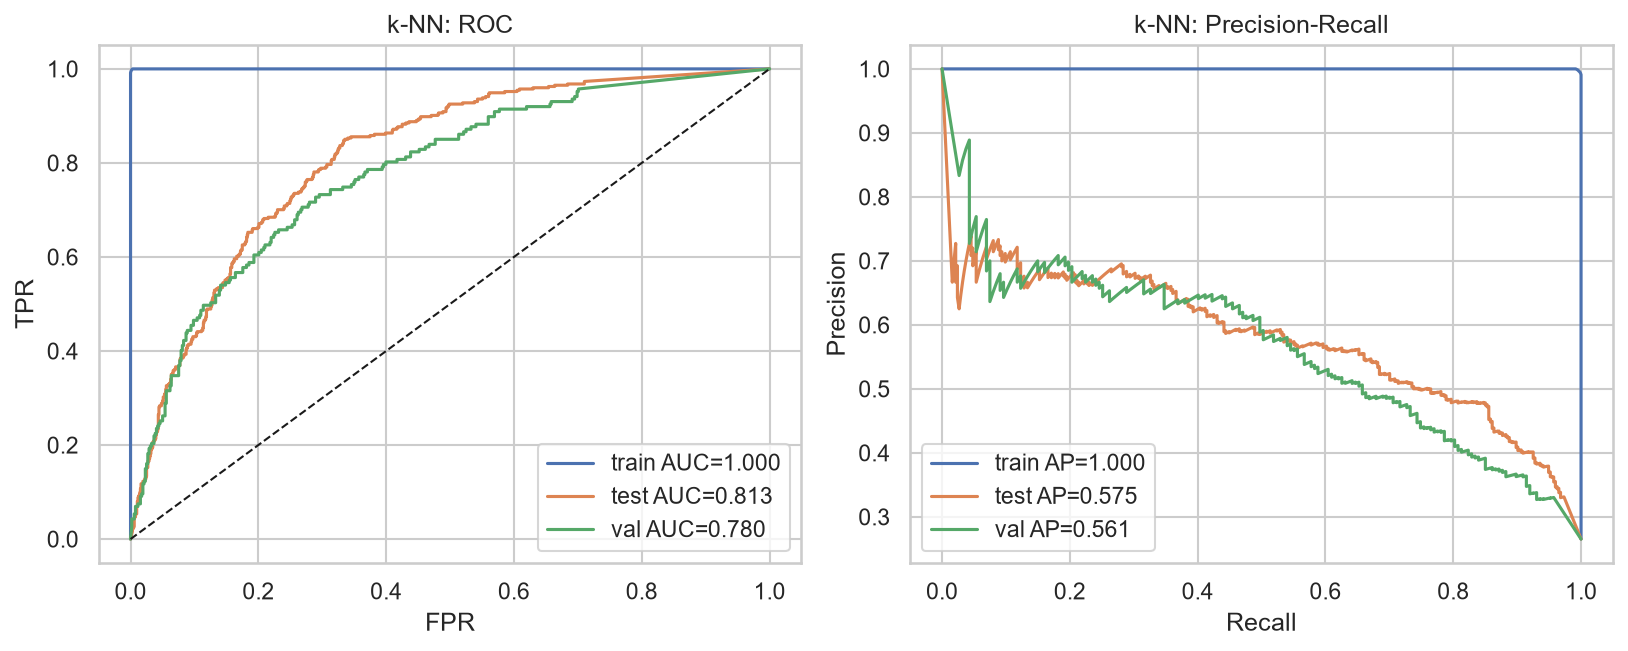 k-NN: ROC
TPR
1.0
0.8
0.6
0.4
0.2
0.0
0.0 0.2 0.4 0.6 0.8 1.0
FPR
train AUC=1.000
test AUC=0.813
val AUC=0.780
k-NN: Precision-Recall
Precision
1.0
0.9
0.8
0.7
0.6
0.5
0.4
0.3
0.0 0.2 0.4 0.6 0.8 1.0
Recall
train AP=1.000
test AP=0.575
val AP=0.561